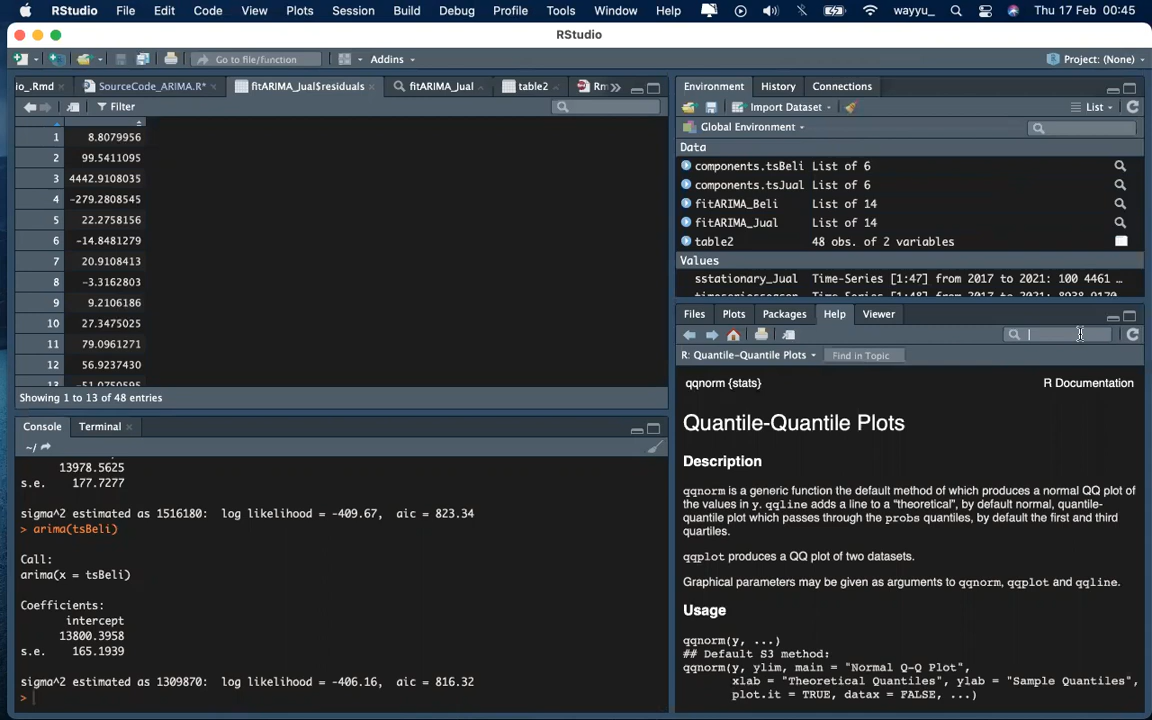 RStudio File Edit Code View Plots Session Build Debug Profile Tools Window Help wayyu_ Thu 17 Feb 00:45
RStudio
Go to file/function Addins Project: (None)
io_.Rmd SourceCode_ARIMA.R* fitARIMA_Jual$residuals fitARIMA_Jual table2
Filter
1 8.8079956
2 99.5411095
3 4442.9108035
4 -279.2808545
5 22.2758156
6 -14.8481279
7 20.9108413
8 -3.3162803
9 9.2106186
10 27.3475025
11 79.0961271
12 56.9237430
13 -51.0750595
Showing 1 to 13 of 48 entries
Console Terminal
~/
13978.5625
s.e. 177.7277
sigma^2 estimated as 1516180: log likelihood = -409.67, aic = 823.34
> arima(tsBeli)
Call:
arima(x = tsBeli)
Coefficients:
intercept
13800.3958
s.e. 165.1939
sigma^2 estimated as 1309870: log likelihood = -406.16, aic = 816.32
>
Environment History Connections
Import Dataset List
Global Environment
Data
components.tsBeli List of 6
components.tsJual List of 6
fitARIMA_Beli List of 14
fitARIMA_Jual List of 14
table2 48 obs. of 2 variables
Values
sstationary_Jual Time-Series [1:47] from 2017 to 2021: 100 4461 …
Files Plots Packages Help Viewer
R: Quantile-Quantile Plots Find in Topic
qqnorm {stats} R Documentation
Quantile-Quantile Plots
Description
qqnorm is a generic function the default method of which produces a normal QQ plot of
the values in y. qqline adds a line to a “theoretical”, by default normal, quantile-
quantile plot which passes through the probs quantiles, by default the first and third
quartiles.
qqplot produces a QQ plot of two datasets.
Graphical parameters may be given as arguments to qqnorm, qqplot and qqline.
Usage
qqnorm(y, ...)
## Default S3 method:
qqnorm(y, ylim, main = "Normal Q-Q Plot",
xlab = "Theoretical Quantiles", ylab = "Sample Quantiles",
plot.it = TRUE, datax = FALSE, ...)